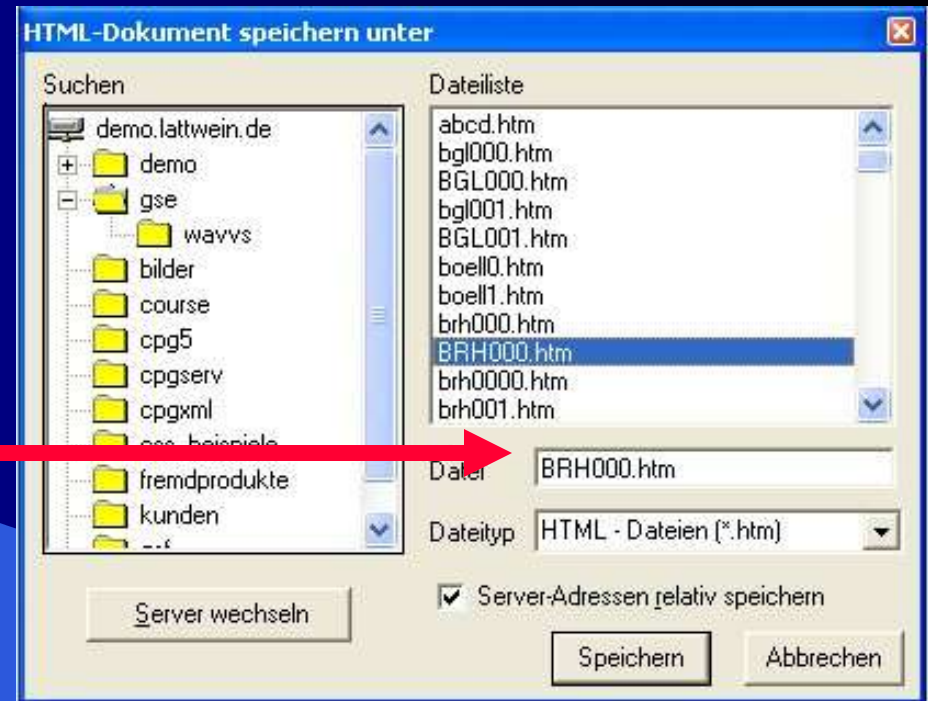 HTML-Dokument speichern unter
Suchen
demo.lattwein.de
demo
gse
wavvs
bilder
course
cpg5
cpgserv
cpgxml
fremdprodukte
kunden
Server wechseln
Dateiliste
abcd.htm
bgl000.htm
BGL000.htm
bgl001.htm
BGL001.htm
boell0.htm
boell1.htm
brh000.htm
BRH000.htm
brh0000.htm
brh001.htm
Datei BRH000.htm
Dateityp HTML - Dateien (*.htm)
Server-Adressen relativ speichern
Speichern Abbrechen